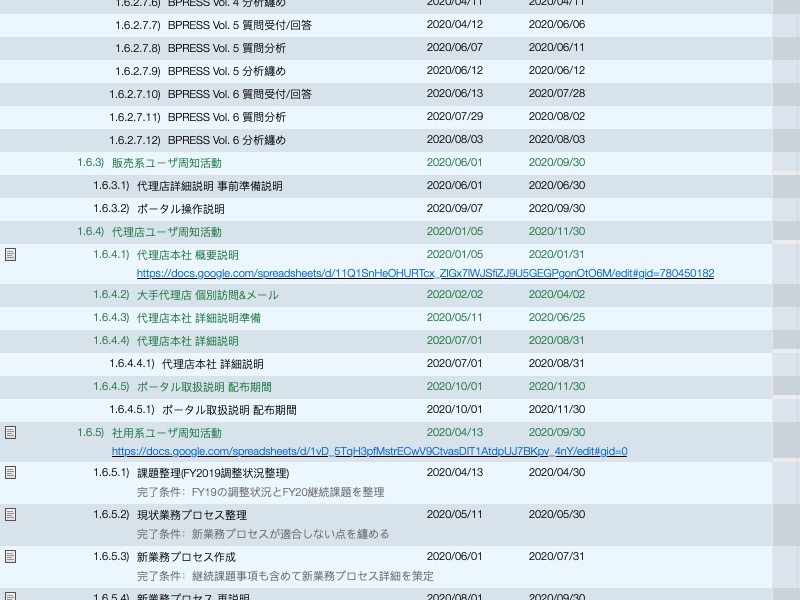 1.6.2.7.6) BPRESS Vol. 4 分析纏め 2020/04/11 2020/04/11
1.6.2.7.7) BPRESS Vol. 5 質問受付/回答 2020/04/12 2020/06/06
1.6.2.7.8) BPRESS Vol. 5 質問分析 2020/06/07 2020/06/11
1.6.2.7.9) BPRESS Vol. 5 分析纏め 2020/06/12 2020/06/12
1.6.2.7.10) BPRESS Vol. 6 質問受付/回答 2020/06/13 2020/07/28
1.6.2.7.11) BPRESS Vol. 6 質問分析 2020/07/29 2020/08/02
1.6.2.7.12) BPRESS Vol. 6 分析纏め 2020/08/03 2020/08/03
1.6.3) 販売系ユーザ周知活動 2020/06/01 2020/09/30
1.6.3.1) 代理店詳細説明 事前準備説明 2020/06/01 2020/06/30
1.6.3.2) ポータル操作説明 2020/09/07 2020/09/30
1.6.4) 代理店ユーザ周知活動 2020/01/05 2020/11/30
1.6.4.1) 代理店本社 概要説明 2020/01/05 2020/01/31
https://docs.google.com/spreadsheets/d/11Q1SnHeOHURTcx_ZlGx7lWJSfiZJ9U5GEGPgonOtO6M/edit#gid=780450182
1.6.4.2) 大手代理店 個別訪問&メール 2020/02/02 2020/04/02
1.6.4.3) 代理店本社 詳細説明準備 2020/05/11 2020/06/25
1.6.4.4) 代理店本社 詳細説明 2020/07/01 2020/08/31
1.6.4.4.1) 代理店本社 詳細説明 2020/07/01 2020/08/31
1.6.4.5) ポータル取扱説明 配布期間 2020/10/01 2020/11/30
1.6.4.5.1) ポータル取扱説明 配布期間 2020/10/01 2020/11/30
1.6.5) 社用系ユーザ周知活動 2020/04/13 2020/09/30
https://docs.google.com/spreadsheets/d/1vD_5TqH3pfMstrECwV9CtvasDIT1AtdpUJ7BKpv_4nY/edit#gid=0
1.6.5.1) 課題整理(FY2019調整状況整理) 2020/04/13 2020/04/30
完了条件: FY19の調整状況とFY20継続課題を整理
1.6.5.2) 現状業務プロセス整理 2020/05/11 2020/05/30
完了条件: 新業務プロセスが適合しない点を纏める
1.6.5.3) 新業務プロセス作成 2020/06/01 2020/07/31
完了条件: 継続課題事項も含めて新業務プロセス詳細を策定
1.6.5.4) 新業務プロセス 再説明 2020/08/01 2020/09/30